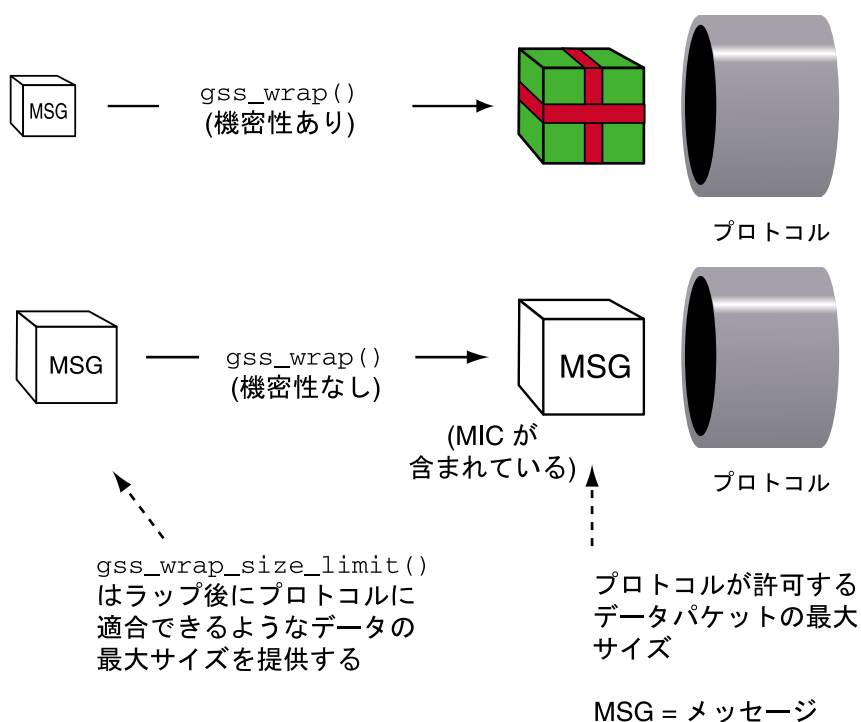 MSG
gss_wrap()
(機密性あり)
プロトコル
MSG
gss_wrap()
(機密性なし)
MSG
(MIC が
含まれている)
プロトコル
gss_wrap_size_limit()
はラップ後にプロトコルに
適合できるようなデータの
最大サイズを提供する
プロトコルが許可する
データパケットの最大
サイズ
MSG = メッセージ